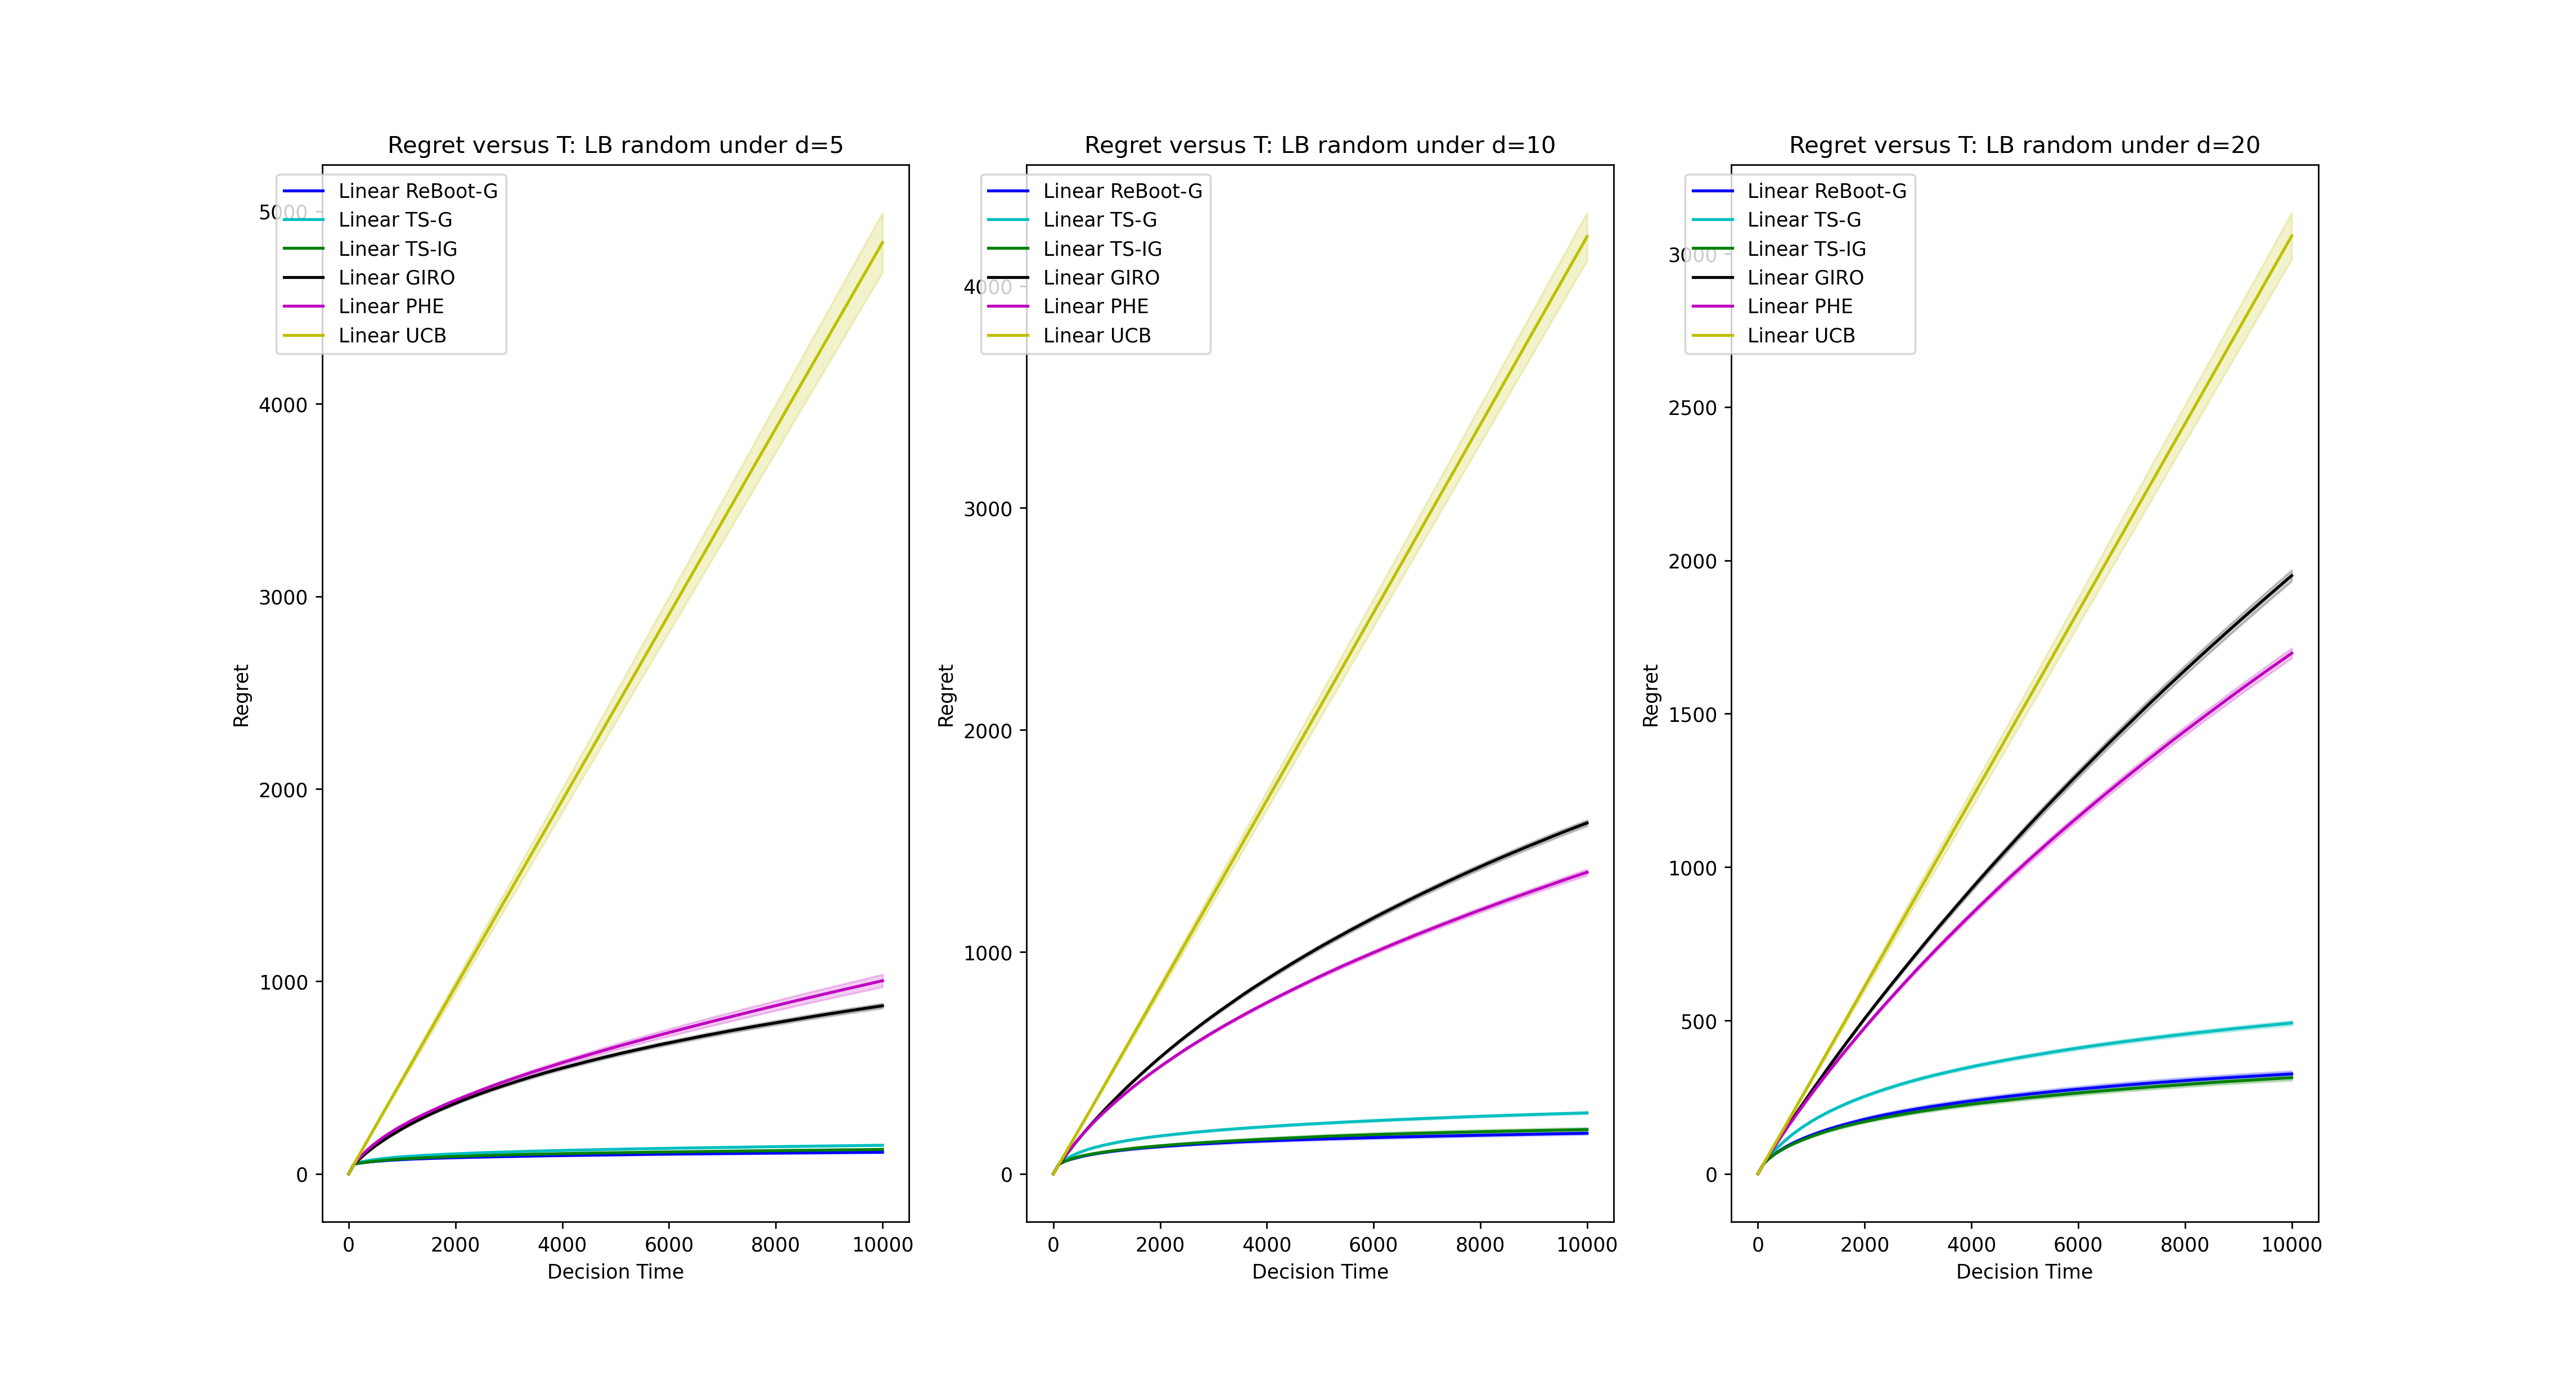 Regret versus T: LB random under d=5
Linear ReBoot-G
Linear TS-G
Linear TS-IG
Linear GIRO
Linear PHE
Linear UCB
5000
4000
3000
2000
1000
0
Regret
0 2000 4000 6000 8000 10000
Decision Time
Regret versus T: LB random under d=10
Linear ReBoot-G
Linear TS-G
Linear TS-IG
Linear GIRO
Linear PHE
Linear UCB
4000
3000
2000
1000
0
Regret
0 2000 4000 6000 8000 10000
Decision Time
Regret versus T: LB random under d=20
Linear ReBoot-G
Linear TS-G
Linear TS-IG
Linear GIRO
Linear PHE
Linear UCB
3000
2500
2000
1500
1000
500
0
Regret
0 2000 4000 6000 8000 10000
Decision Time